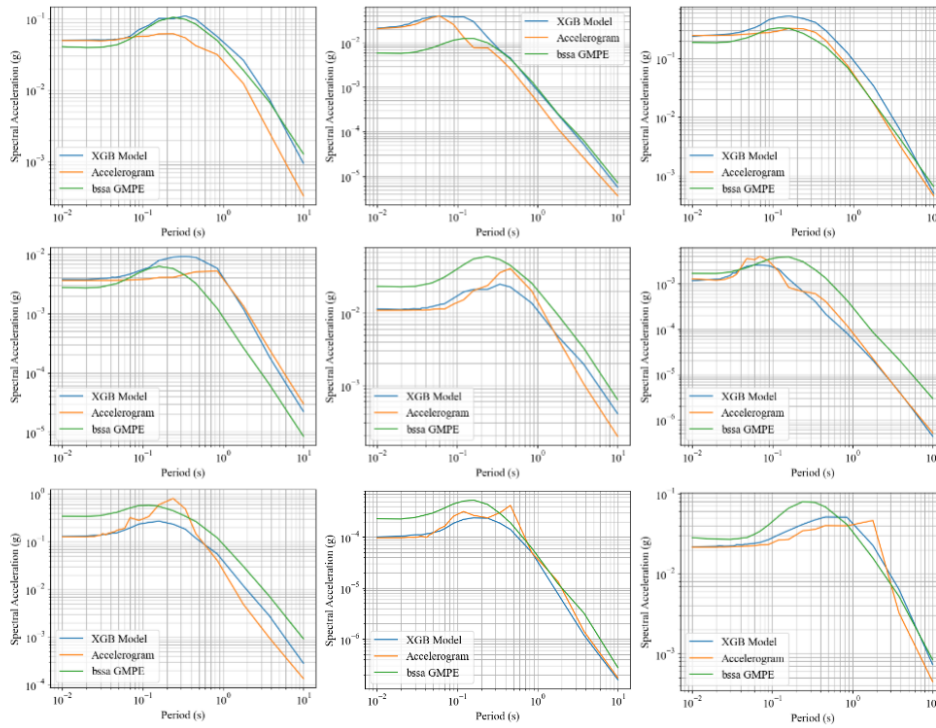 Spectral Acceleration (g)
10^-1
10^-2
10^-3
XGB Model
Accelerogram
bssa GMPE
10^-2 10^-1 10^0 10^1
Period (s)
Spectral Acceleration (g)
10^-2
10^-3
10^-4
10^-5
XGB Model
Accelerogram
bssa GMPE
10^-2 10^-1 10^0 10^1
Period (s)
Spectral Acceleration (g)
10^-1
10^-2
10^-3
XGB Model
Accelerogram
bssa GMPE
10^-2 10^-1 10^0 10^1
Period (s)
Spectral Acceleration (g)
10^-2
10^-3
10^-4
10^-5
XGB Model
Accelerogram
bssa GMPE
10^-2 10^-1 10^0 10^1
Period (s)
Spectral Acceleration (g)
10^-2
10^-3
XGB Model
Accelerogram
bssa GMPE
10^-2 10^-1 10^0 10^1
Period (s)
Spectral Acceleration (g)
10^-3
10^-4
10^-5
10^-6
XGB Model
Accelerogram
bssa GMPE
10^-2 10^-1 10^0 10^1
Period (s)
Spectral Acceleration (g)
10^0
10^-1
10^-2
10^-3
10^-4
XGB Model
Accelerogram
bssa GMPE
10^-2 10^-1 10^0 10^1
Period (s)
Spectral Acceleration (g)
10^-4
10^-5
10^-6
XGB Model
Accelerogram
bssa GMPE
10^-2 10^-1 10^0 10^1
Period (s)
Spectral Acceleration (g)
10^-1
10^-2
10^-3
XGB Model
Accelerogram
bssa GMPE
10^-2 10^-1 10^0 10^1
Period (s)